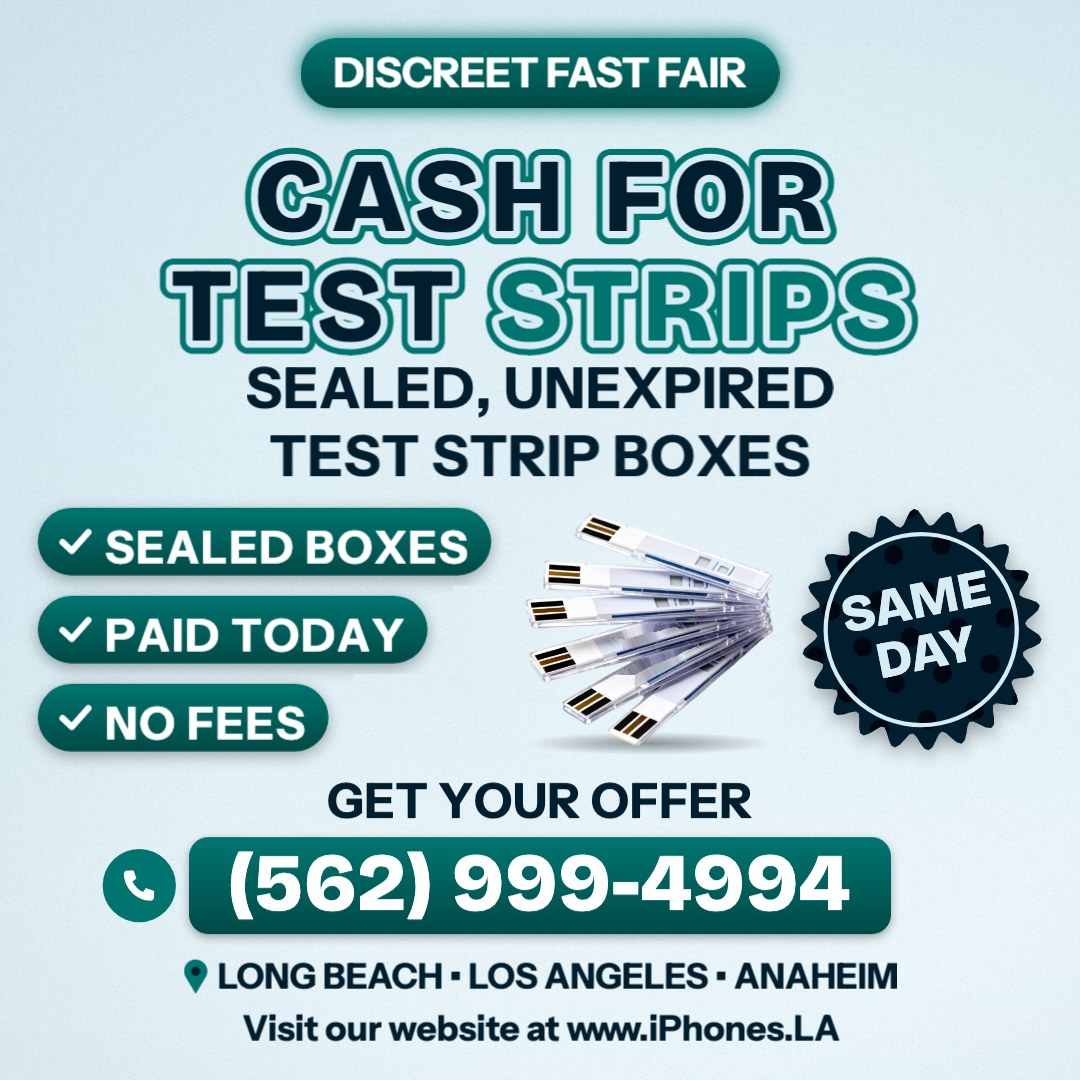 DISCREET FAST FAIR
CASH FOR
TEST STRIPS
SEALED, UNEXPIRED
TEST STRIP BOXES
SEALED BOXES
PAID TODAY
NO FEES
SAME
DAY
GET YOUR OFFER
(562) 999-4994
LONG BEACH ▪ LOS ANGELES ▪ ANAHEIM
Visit our website at www.iPhones.LA